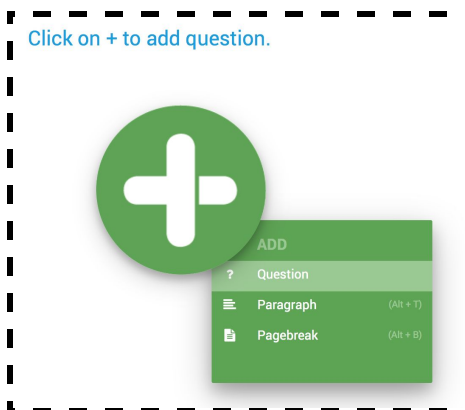 Click on + to add question.
ADD
? Question
Paragraph (Alt + T)
Pagebreak (Alt + B)